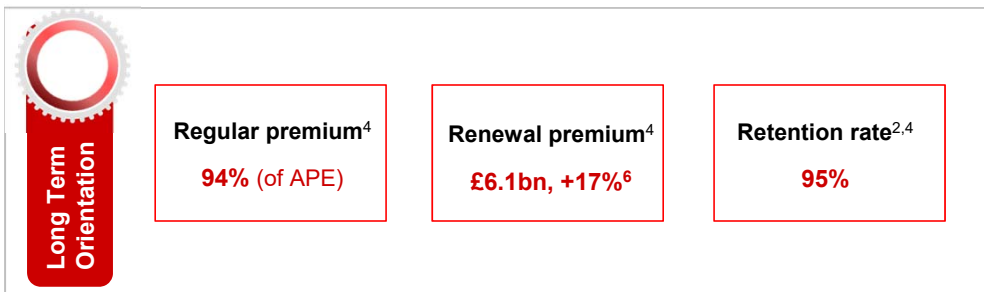 Long Term
Orientation
Regular premium⁴
94% (of APE)
Renewal premium⁴
£6.1bn, +17%⁶
Retention rate²,⁴
95%